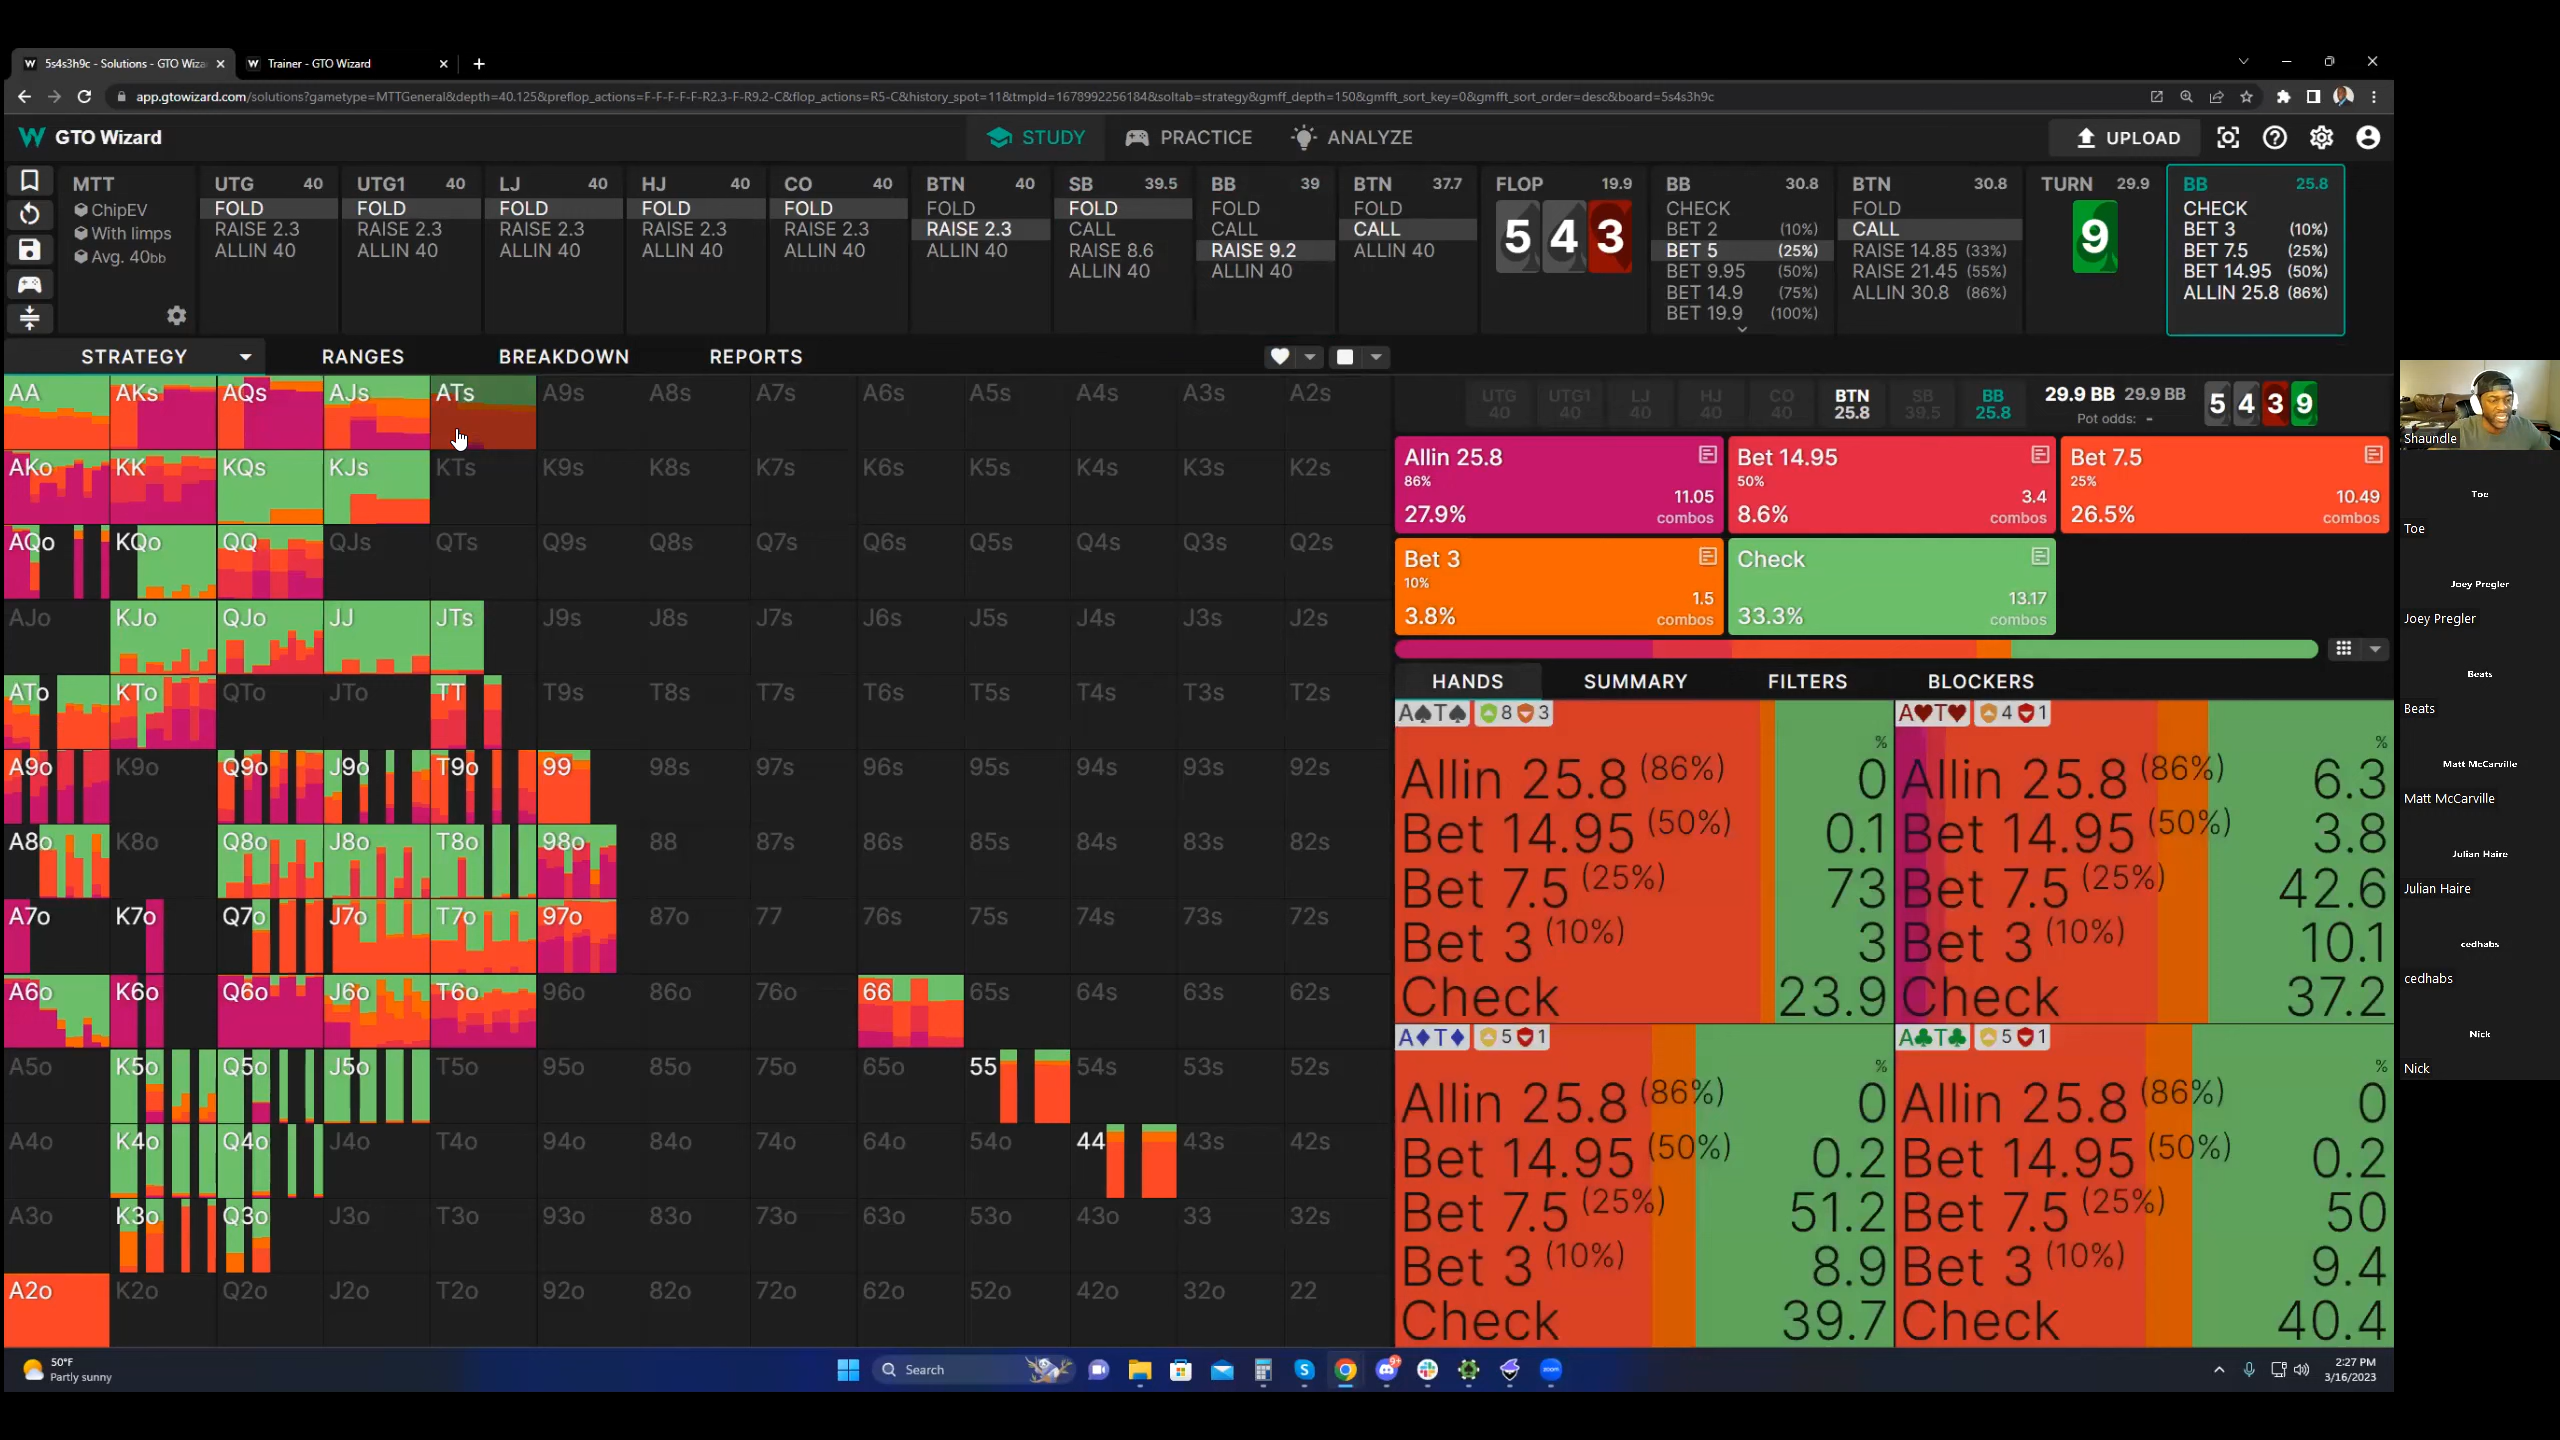 5s4s3h9c - Solutions - GTO Wiza
Trainer - GTO Wizard
app.gtowizard.com/solutions?gametype=MTTGeneral&depth=40.125&preflop_actions=F-F-F-F-F-R2.3-F-R9.2-C&flop_actions=R5-C&history_spot=11&tmpId=1678992256184&soltab=strategy&gmff_depth=150&gmfft_sort_key=0&gmfft_sort_order=desc&board=5s4s3h9c
W GTO Wizard
STUDY PRACTICE ANALYZE UPLOAD
MTT
ChipEV
With limps
Avg. 40bb
UTG 40
FOLD
RAISE 2.3
ALLIN 40
UTG1 40
FOLD
RAISE 2.3
ALLIN 40
LJ 40
FOLD
RAISE 2.3
ALLIN 40
HJ 40
FOLD
RAISE 2.3
ALLIN 40
CO 40
FOLD
RAISE 2.3
ALLIN 40
BTN 40
FOLD
RAISE 2.3
ALLIN 40
SB 39.5
FOLD
CALL
RAISE 8.6
ALLIN 40
BB 39
FOLD
CALL
RAISE 9.2
ALLIN 40
BTN 37.7
FOLD
CALL
ALLIN 40
FLOP 19.9
5 4 3
BB 30.8
CHECK
BET 2 (10%)
BET 5 (25%)
BET 9.95 (50%)
BET 14.9 (75%)
BET 19.9 (100%)
BTN 30.8
FOLD
CALL
RAISE 14.85 (33%)
RAISE 21.45 (55%)
ALLIN 30.8 (86%)
TURN 29.9
9
BB 25.8
CHECK
BET 3 (10%)
BET 7.5 (25%)
BET 14.95 (50%)
ALLIN 25.8 (86%)
STRATEGY RANGES BREAKDOWN REPORTS
AA AKs AQs AJs ATs A9s A8s A7s A6s A5s A4s A3s A2s
AKo KK KQs KJs KTs K9s K8s K7s K6s K5s K4s K3s K2s
AQo KQo QQ QJs QTs Q9s Q8s Q7s Q6s Q5s Q4s Q3s Q2s
AJo KJo QJo JJ JTs J9s J8s J7s J6s J5s J4s J3s J2s
ATo KTo QTo JTo TT T9s T8s T7s T6s T5s T4s T3s T2s
A9o K9o Q9o J9o T9o 99 98s 97s 96s 95s 94s 93s 92s
A8o K8o Q8o J8o T8o 98o 88 87s 86s 85s 84s 83s 82s
A7o K7o Q7o J7o T7o 97o 87o 77 76s 75s 74s 73s 72s
A6o K6o Q6o J6o T6o 96o 86o 76o 66 65s 64s 63s 62s
A5o K5o Q5o J5o T5o 95o 85o 75o 65o 55 54s 53s 52s
A4o K4o Q4o J4o T4o 94o 84o 74o 64o 54o 44 43s 42s
A3o K3o Q3o J3o T3o 93o 83o 73o 63o 53o 43o 33 32s
A2o K2o Q2o J2o T2o 92o 82o 72o 62o 52o 42o 32o 22
UTG UTG1 LJ HJ CO BTN SB BB
40 40 40 40 40 25.8 39.5 25.8
29.9 BB 29.9 BB
Pot odds: -
5 4 3 9
Allin 25.8
86%
27.9%
11.05
combos
Bet 14.95
50%
8.6%
3.4
combos
Bet 7.5
25%
26.5%
10.49
combos
Bet 3
10%
3.8%
1.5
combos
Check
33.3%
13.17
combos
HANDS SUMMARY FILTERS BLOCKERS
A♠T♠ 8 3
%
Allin 25.8 (86%) 0
Bet 14.95 (50%) 0.1
Bet 7.5 (25%) 73
Bet 3 (10%) 3
Check 23.9
A♥T♥ 4 1
%
Allin 25.8 (86%) 6.3
Bet 14.95 (50%) 3.8
Bet 7.5 (25%) 42.6
Bet 3 (10%) 10.1
Check 37.2
A♦T♦ 5 1
%
Allin 25.8 (86%) 0
Bet 14.95 (50%) 0.2
Bet 7.5 (25%) 51.2
Bet 3 (10%) 8.9
Check 39.7
A♣T♣ 5 1
%
Allin 25.8 (86%) 0
Bet 14.95 (50%) 0.2
Bet 7.5 (25%) 50
Bet 3 (10%) 9.4
Check 40.4
Shaundle
Toe
Toe
Joey Pregler
Joey Pregler
Beats
Beats
Matt McCarville
Matt McCarville
Julian Haire
Julian Haire
cedhabs
cedhabs
Nick
Nick
50°F
Partly sunny
Search
2:27 PM
3/16/2023